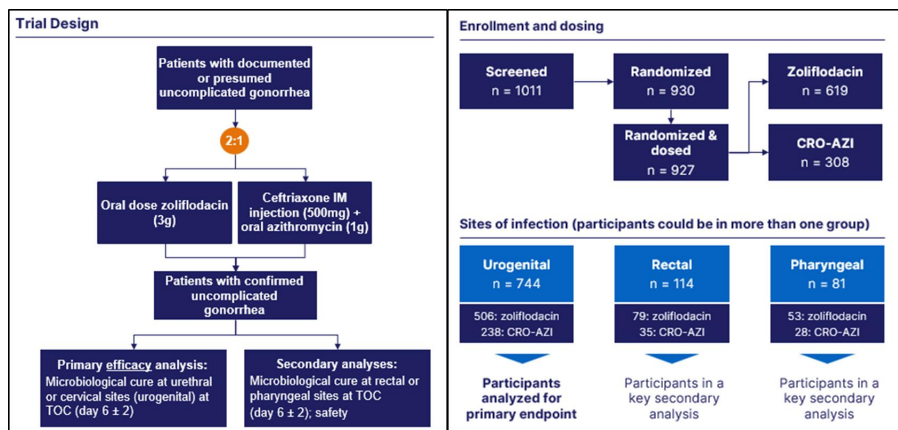 Trial Design
Patients with documented
or presumed
uncomplicated gonorrhea
2:1
Oral dose zoliflodacin
(3g)
Ceftriaxone IM
injection (500mg) +
oral azithromycin (1g)
Patients with confirmed
uncomplicated
gonorrhea
Primary efficacy analysis:
Microbiological cure at urethral
or cervical sites (urogenital) at
TOC (day 6 ± 2)
Secondary analyses:
Microbiological cure at rectal or
pharyngeal sites at TOC
(day 6 ± 2); safety
Enrollment and dosing
Screened
n = 1011
Randomized
n = 930
Zoliflodacin
n = 619
Randomized &
dosed
n = 927
CRO-AZI
n = 308
Sites of infection (participants could be in more than one group)
Urogenital
n = 744
506: zoliflodacin
238: CRO-AZI
Participants
analyzed for
primary endpoint
Rectal
n = 114
79: zoliflodacin
35: CRO-AZI
Participants in a
key secondary
analysis
Pharyngeal
n = 81
53: zoliflodacin
28: CRO-AZI
Participants in a
key secondary
analysis